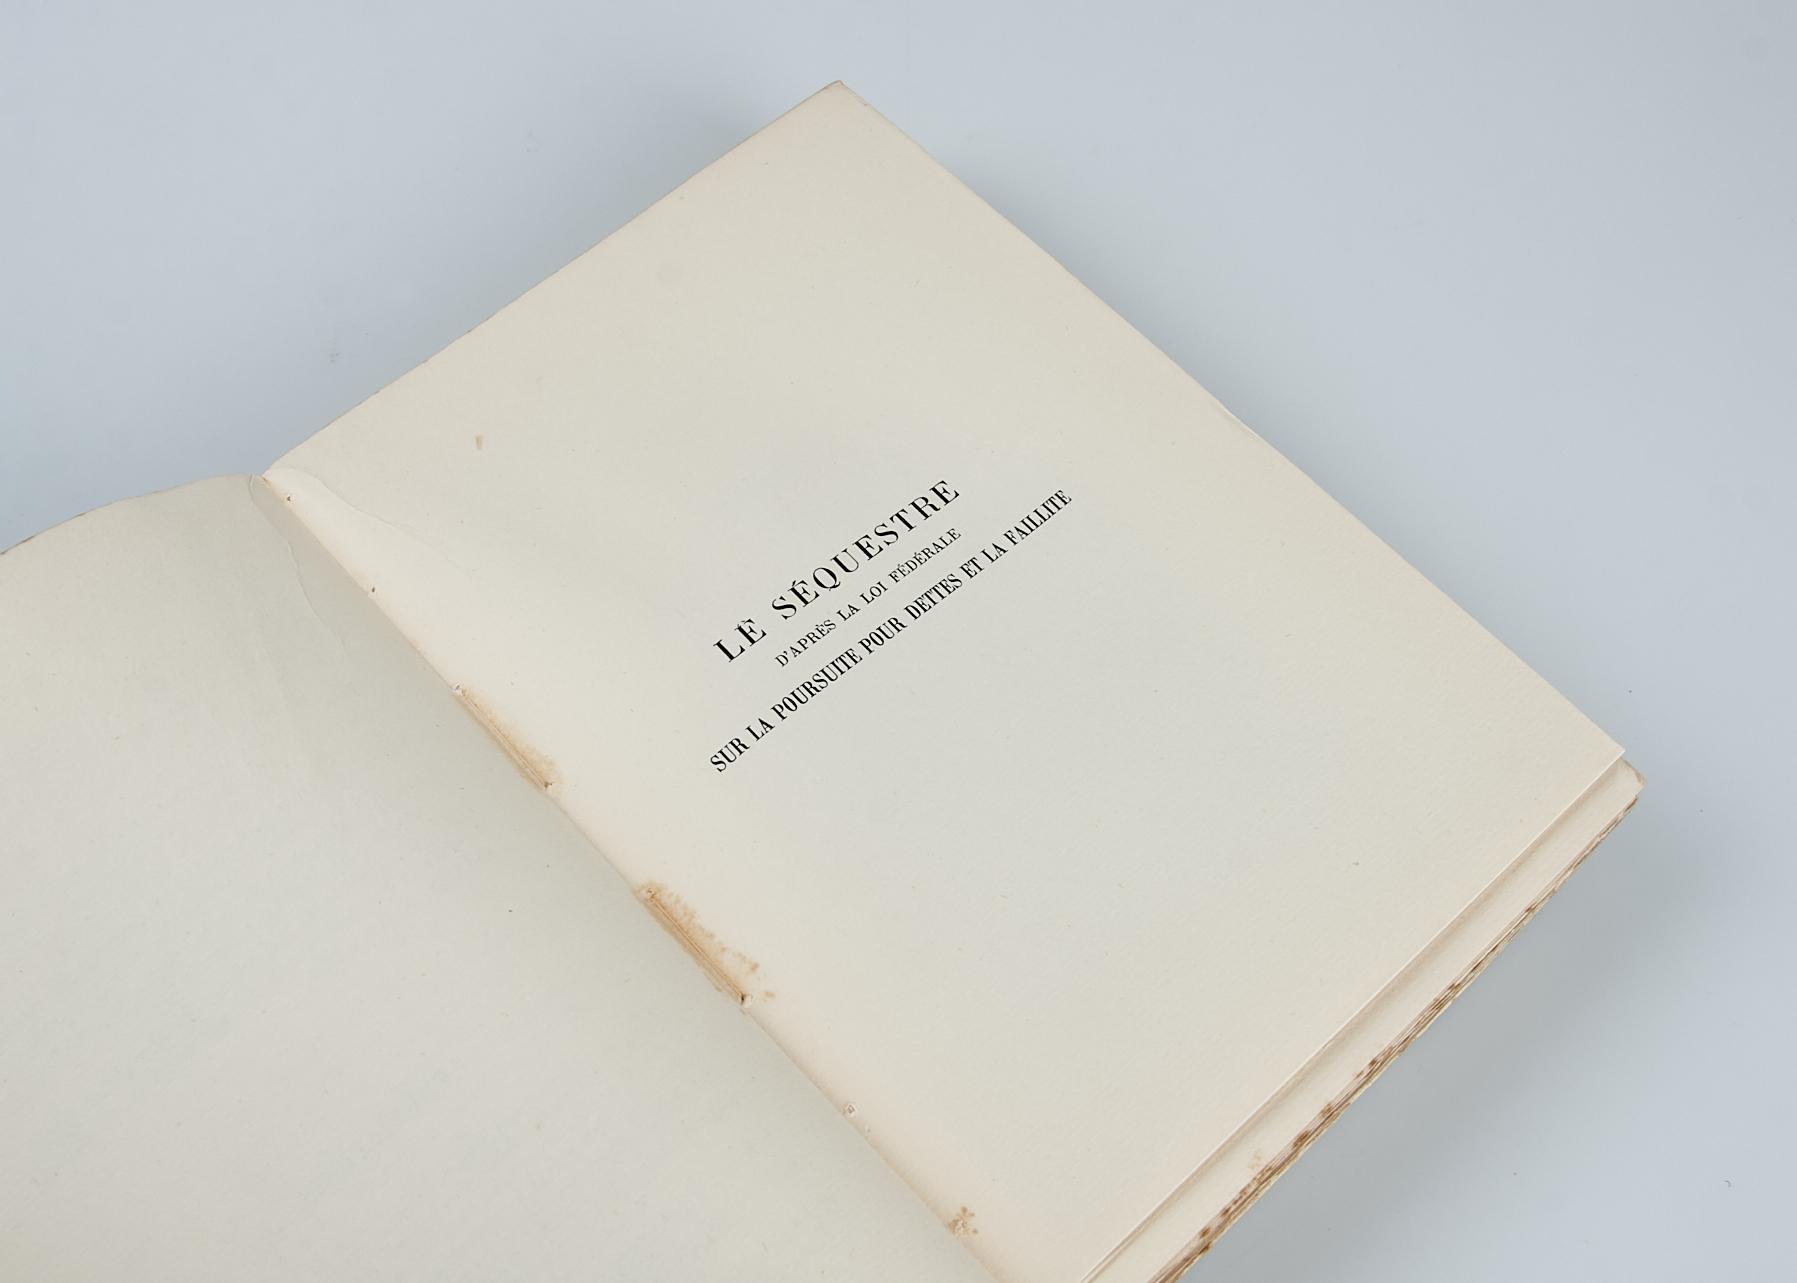 LE SÉQUESTRE
D'APRÈS LA LOI FÉDÉRALE
SUR LA POURSUITE POUR DETTES ET LA FAILLITE